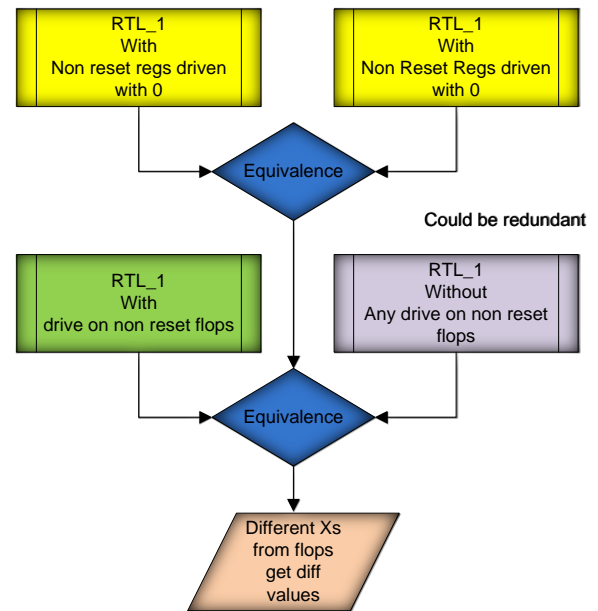 RTL_1
With
Non reset regs driven
with 0
RTL_1
With
Non Reset Regs driven
with 0
Equivalence
Could be redundant
RTL_1
With
drive on non reset flops
RTL_1
Without
Any drive on non reset
flops
Equivalence
Different Xs
from flops
get diff
values